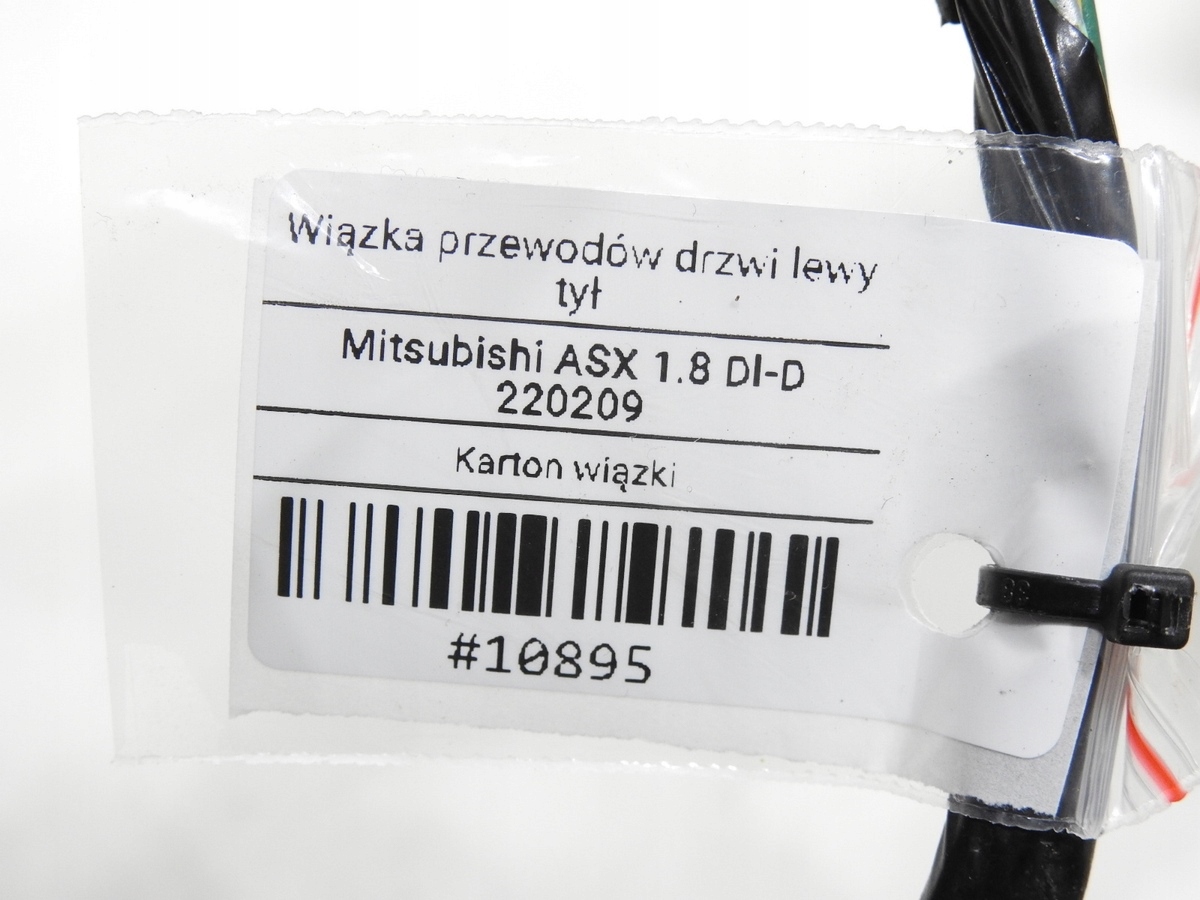 Wiązka przewodów drzwi lewy
tył
Mitsubishi ASX 1.8 DI-D
220209
Karton wiązki
#10895